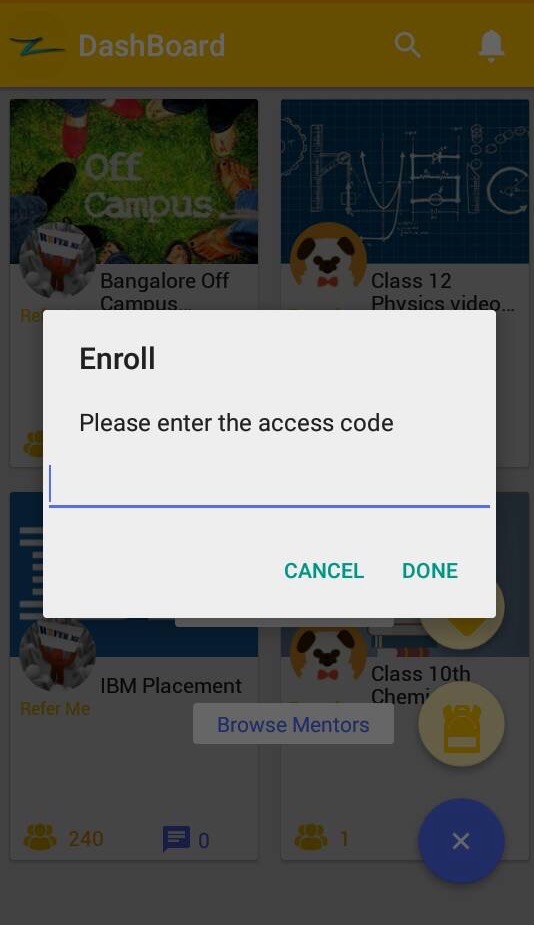 DashBoard
Off
Campus
Bangalore Off
Campus...
Class 12
Physics video...
Re
Enroll
Please enter the access code
CANCEL
DONE
IBM Placement
Refer Me
Class 10th
Chemi
Browse Mentors
240
0
1